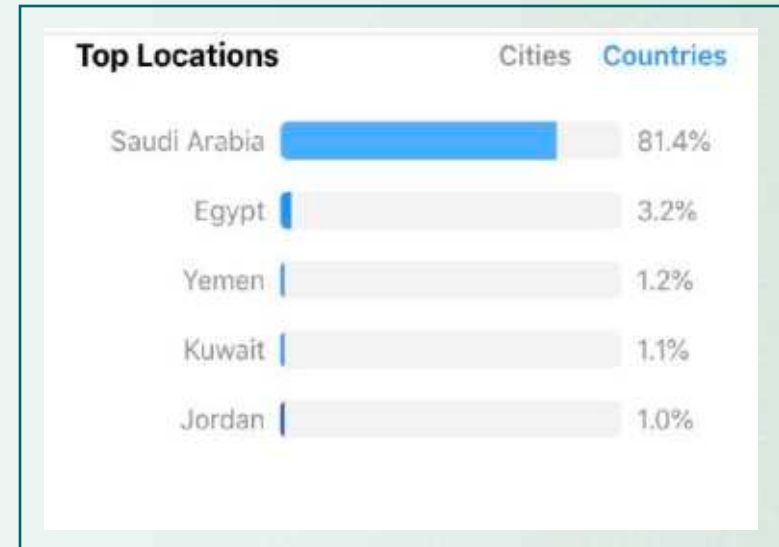 Top Locations Cities Countries
Saudi Arabia 81.4%
Egypt 3.2%
Yemen 1.2%
Kuwait 1.1%
Jordan 1.0%